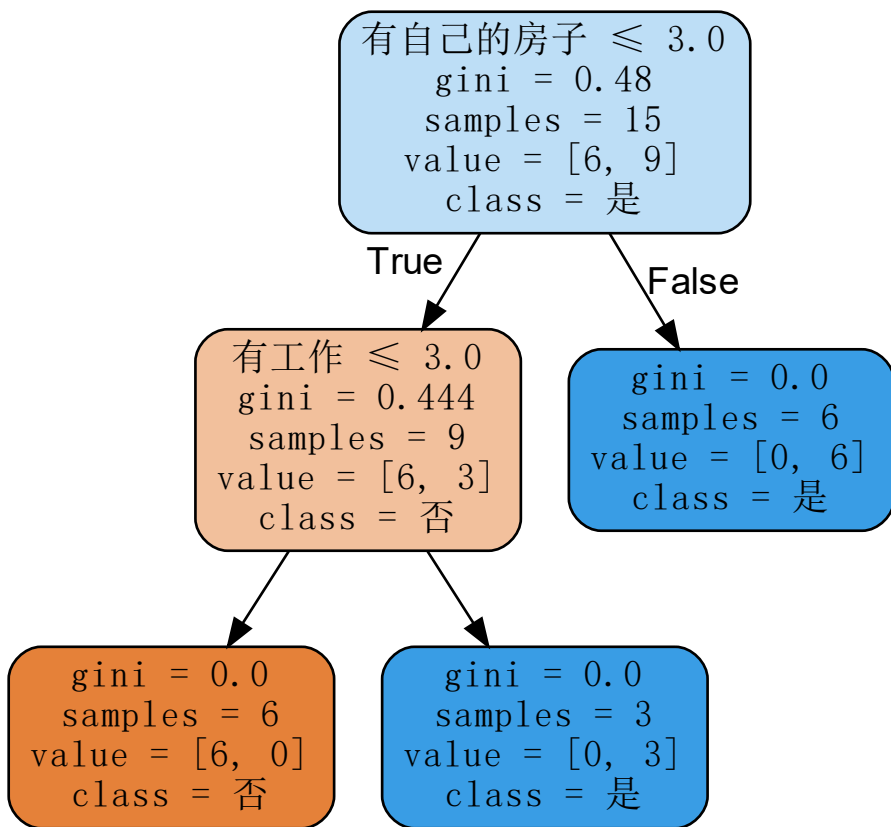 有自己的房子 ≤ 3.0
gini = 0.48
samples = 15
value = [6, 9]
class = 是
True
False
有工作 ≤ 3.0
gini = 0.444
samples = 9
value = [6, 3]
class = 否
gini = 0.0
samples = 6
value = [0, 6]
class = 是
gini = 0.0
samples = 6
value = [6, 0]
class = 否
gini = 0.0
samples = 3
value = [0, 3]
class = 是